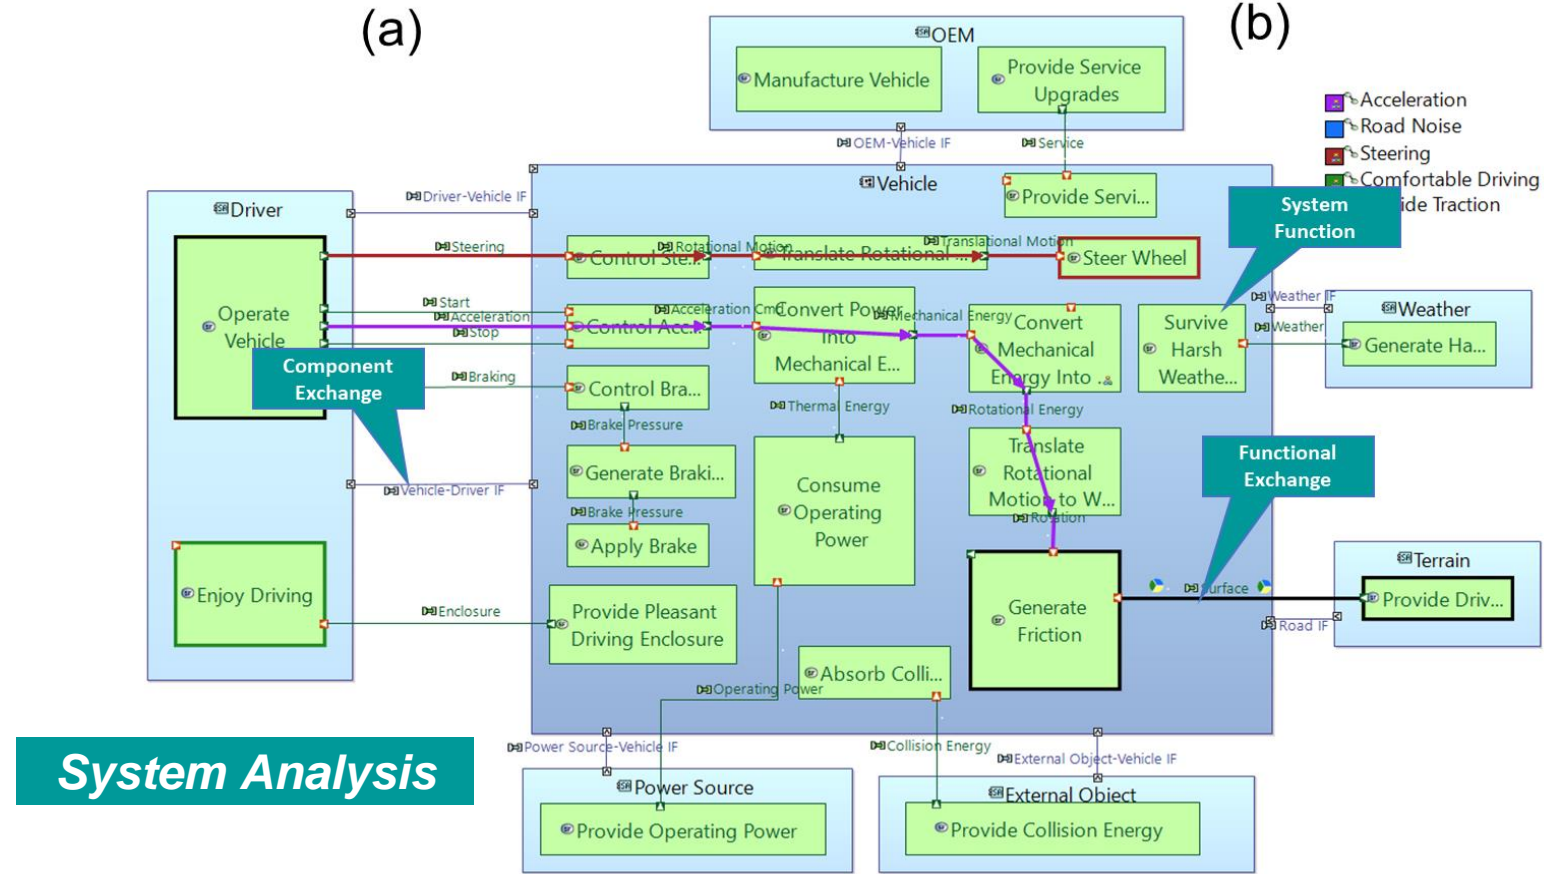 (a)
(b)
OEM
Manufacture Vehicle
Provide Service
Upgrades
OEM-Vehicle IF
Service
Acceleration
Road Noise
Steering
Comfortable Driving
ide Traction
System
Function
Driver
Driver-Vehicle IF
Vehicle
Provide Servi...
Steering
Control Ste...
Rotational Motion
Translate Rotational ...
Translational Motion
Steer Wheel
Operate
Vehicle
Start
Acceleration
Stop
Control Acc...
Acceleration Cmd
Convert Power
Into
Mechanical E...
Mechanical Energy
Convert
Mechanical
Energy Into ..
Survive
Harsh
Weathe...
Weather IF
Weather
Weather
Generate Ha...
Component
Exchange
Braking
Control Bra...
Thermal Energy
Rotational Energy
Brake Pressure
Generate Braki...
Translate
Rotational
Motion to W...
Functional
Exchange
Vehicle-Driver IF
Consume
Operating
Power
Brake Pressure
Apply Brake
Rotation
Terrain
Enjoy Driving
Enclosure
Provide Pleasant
Driving Enclosure
Generate
Friction
Surface
Provide Driv...
Road IF
Absorb Colli...
Operating Power
System Analysis
Power Source-Vehicle IF
Collision Energy
External Object-Vehicle IF
Power Source
Provide Operating Power
External Object
Provide Collision Energy